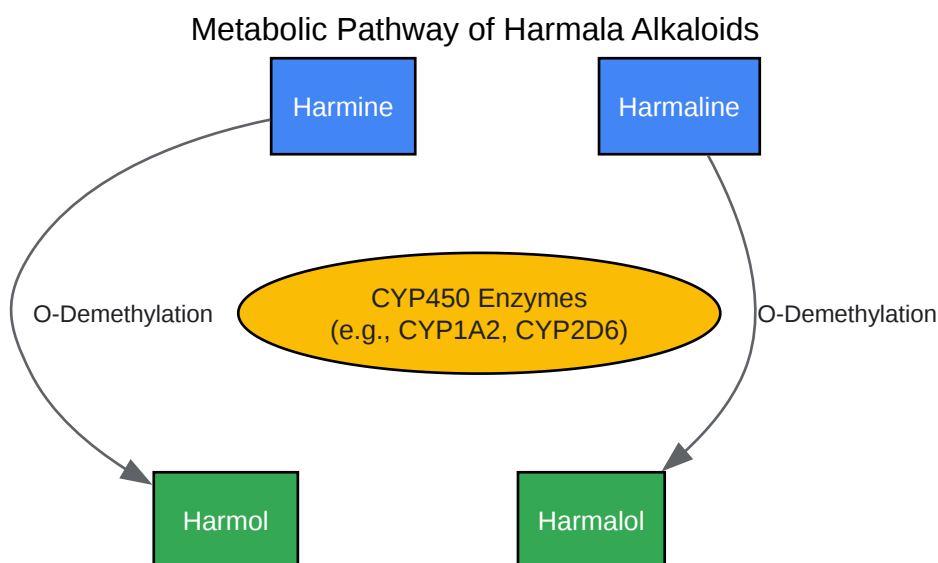 Metabolic Pathway of Harmala Alkaloids
Harmine
Harmaline
O-Demethylation
CYP450 Enzymes
(e.g., CYP1A2, CYP2D6)
O-Demethylation
Harmol
Harmalol